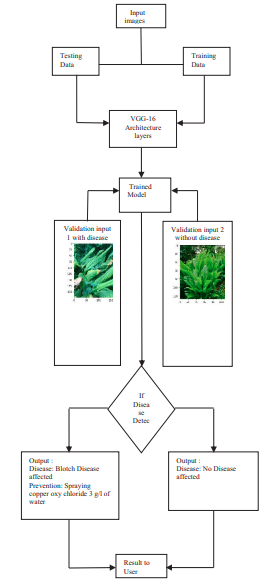 Input
images
Testing
Data
Training
Data
VGG-16
Architecture
layers
Trained
Model
Validation input
1 with disease
Validation input 2
without disease
If
Disea
se
Detec
Output :
Disease: Blotch Disease
affected
Prevention: Spraying
copper oxy chloride 3 g/l of
water
Output :
Disease: No Disease
affected
Result to
User